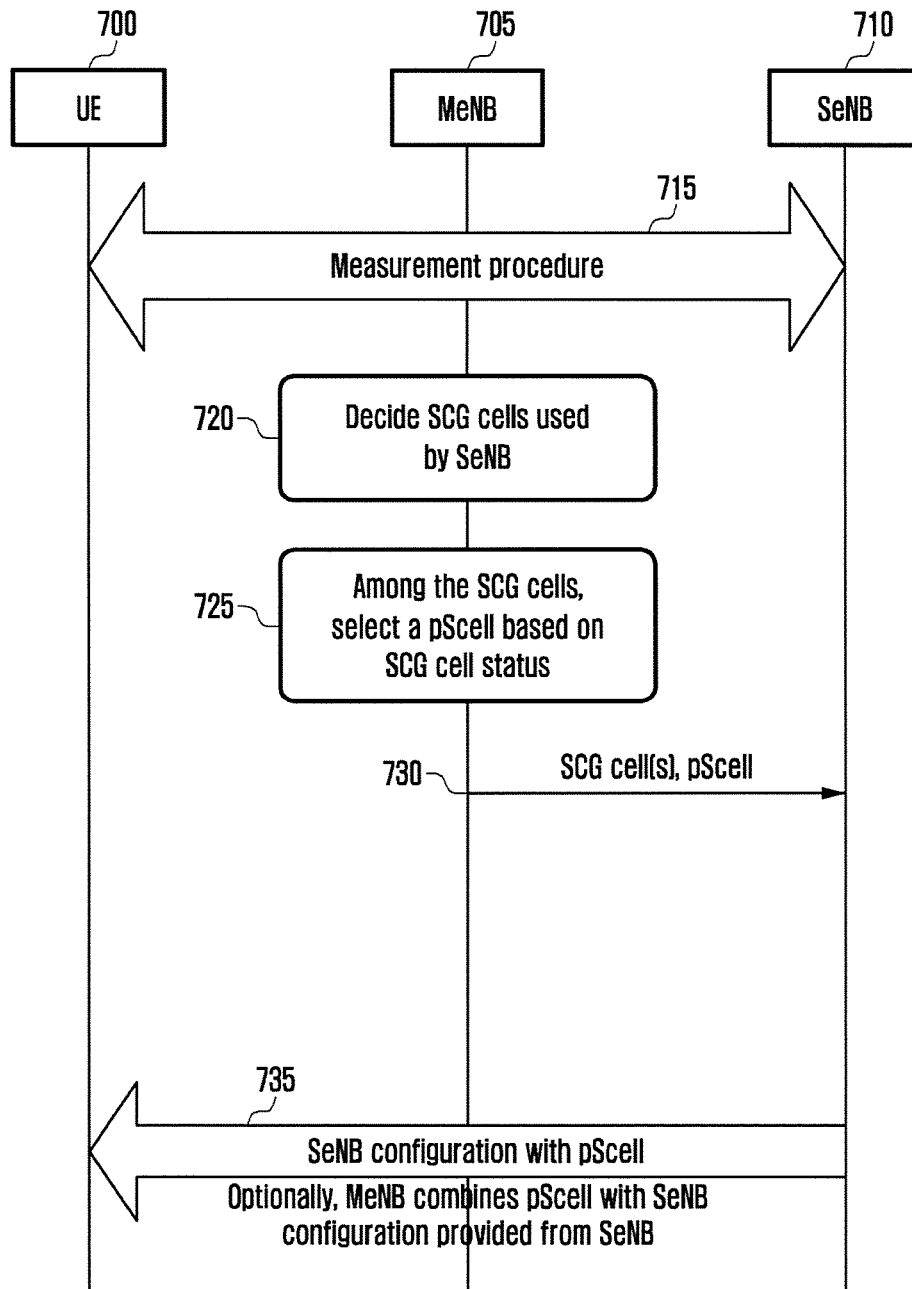 700
705
710
UE
MeNB
SeNB
715
Measurement procedure
720
Decide SCG cells used
by SeNB
725
Among the SCG cells,
select a pScell based on
SCG cell status
730
SCG cell(s), pScell
735
SeNB configuration with pScell
Optionally, MeNB combines pScell with SeNB
configuration provided from SeNB